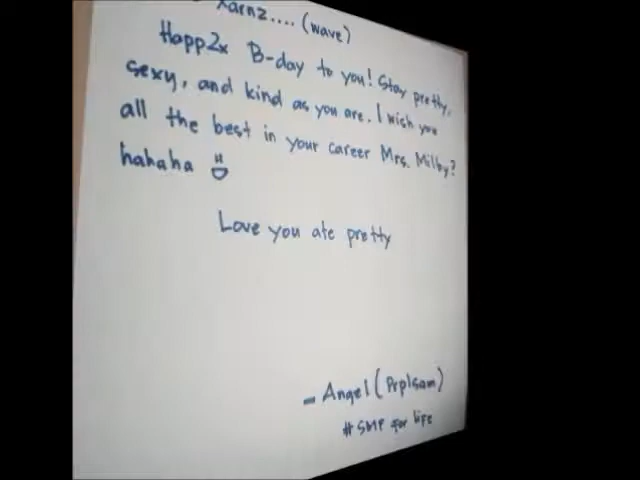 xarnz.... (wave)
Happ2x B-day to you! Stay pretty,
sexy, and kind as you are. I wish you
all the best in your career Mrs. Milby?
hahaha
Love you ate pretty
- Angel (Prplsam)
# SMP for life